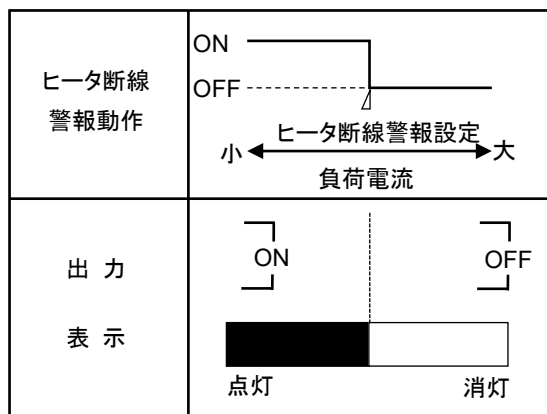 ヒータ断線
警報動作
ON
OFF
ヒータ断線警報設定
小
大
負荷電流
出 力
ON
OFF
表 示
点灯
消灯